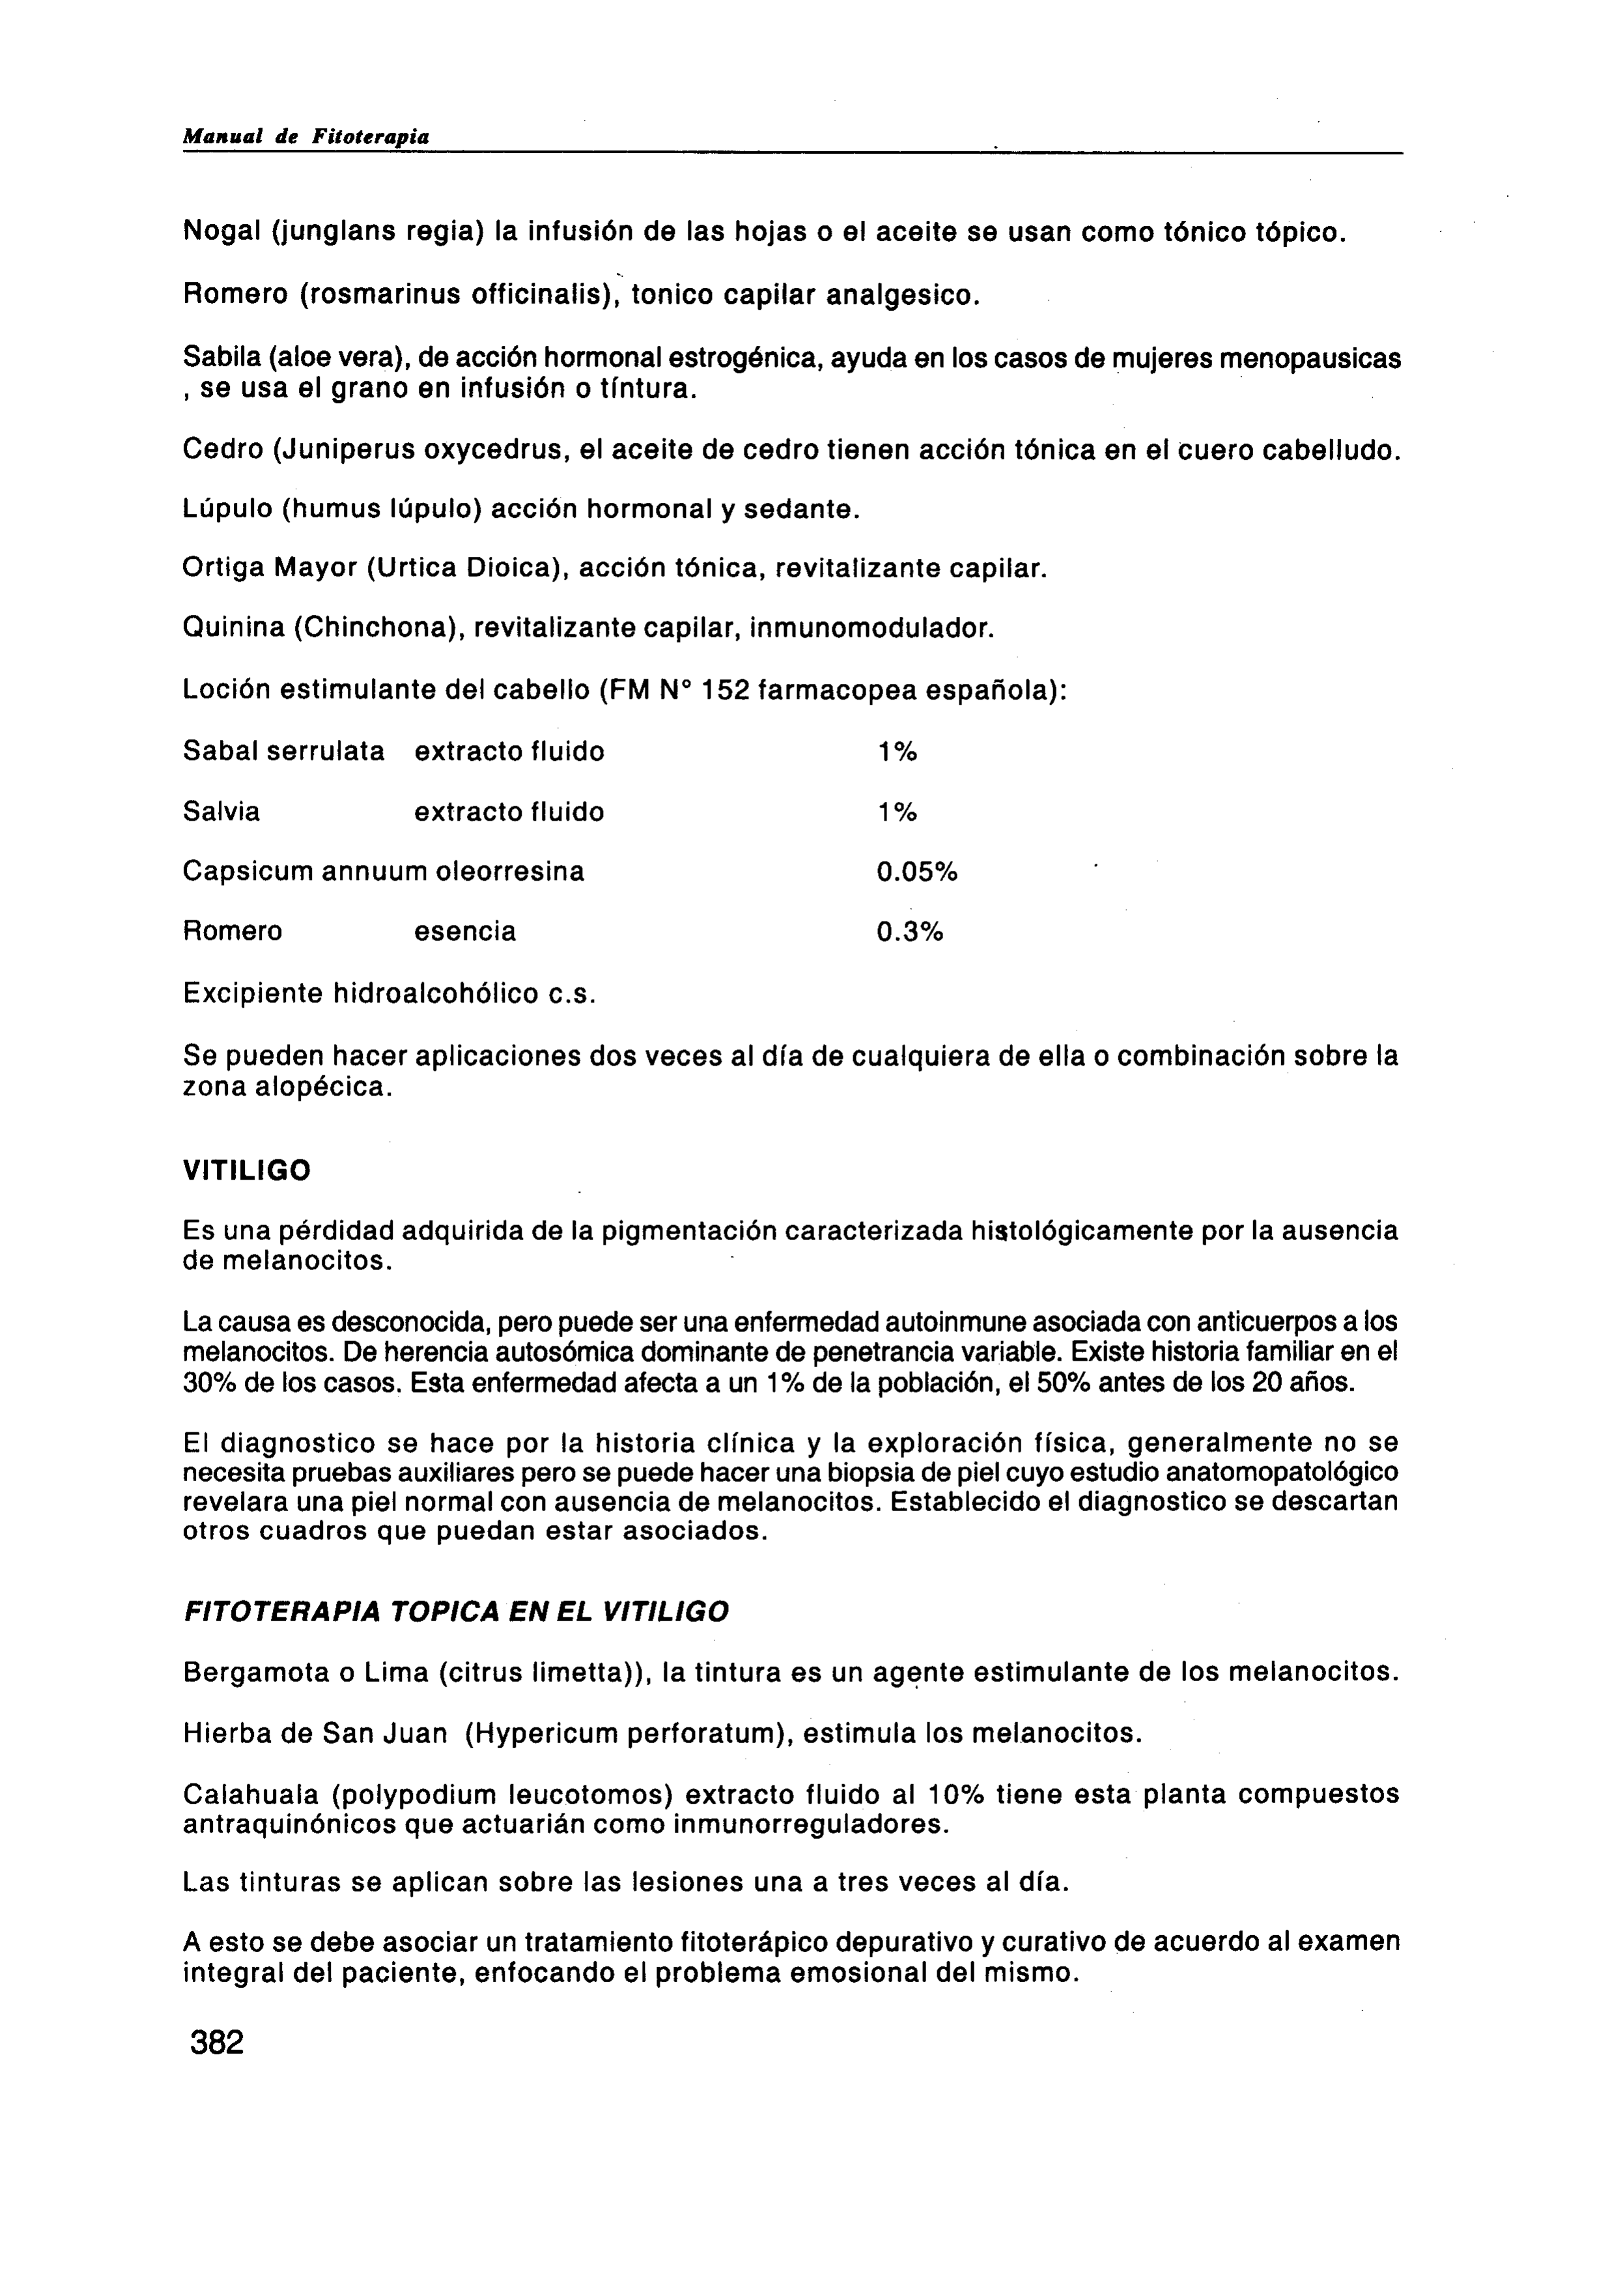 Manual de Fitoterapia
Nogal (junglans regia) la infusión de las hojas o el aceite se usan como tónico tópico.
Romero (rosmarinus officinalis), tonico capilar analgesico.
Sabila (aloe vera), de acción hormonal estrogénica, ayuda en los casos de mujeres menopausicas
, se usa el grano en infusión o tíntura.
Cedro (Juniperus oxycedrus, el aceite de cedro tienen acción tónica en el cuero cabelludo.
Lúpulo (humus lúpulo) acción hormonal y sedante.
Ortiga Mayor (Urtica Dioica), acción tónica, revitalizante capilar.
Quinina (Chinchona), revitalizante capilar, inmunomodulador.
Loción estimulante del cabello (FM N° 152 farmacopea española):
Sabal serrulata extracto fluido 1%
Salvia extracto fluido 1%
Capsicum annuum oleorresina 0.05%
Romero esencia 0.3%
Excipiente hidroalcohólico c.s.
Se pueden hacer aplicaciones dos veces al día de cualquiera de ella o combinación sobre la
zona alopécica.
VITILIGO
Es una pérdidad adquirida de la pigmentación caracterizada histológicamente por la ausencia
de melanocitos.
La causa es desconocida, pero puede ser una enfermedad autoinmune asociada con anticuerpos a los
melanocitos. De herencia autosómica dominante de penetrancia variable. Existe historia familiar en el
30% de los casos. Esta enfermedad afecta a un 1% de la población, el 50% antes de los 20 años.
El diagnostico se hace por la historia clínica y la exploración física, generalmente no se
necesita pruebas auxiliares pero se puede hacer una biopsia de piel cuyo estudio anatomopatológico
revelara una piel normal con ausencia de melanocitos. Establecido el diagnostico se descartan
otros cuadros que puedan estar asociados.
FITOTERAPIA TOPICA EN EL VITILIGO
Bergamota o Lima (citrus limetta)), la tintura es un agente estimulante de los melanocitos.
Hierba de San Juan (Hypericum perforatum), estimula los melanocitos.
Calahuala (polypodium leucotomos) extracto fluido al 10% tiene esta planta compuestos
antraquinónicos que actuarián como inmunorreguladores.
Las tinturas se aplican sobre las lesiones una a tres veces al día.
A esto se debe asociar un tratamiento fitoterápico depurativo y curativo de acuerdo al examen
integral del paciente, enfocando el problema emosional del mismo.
382